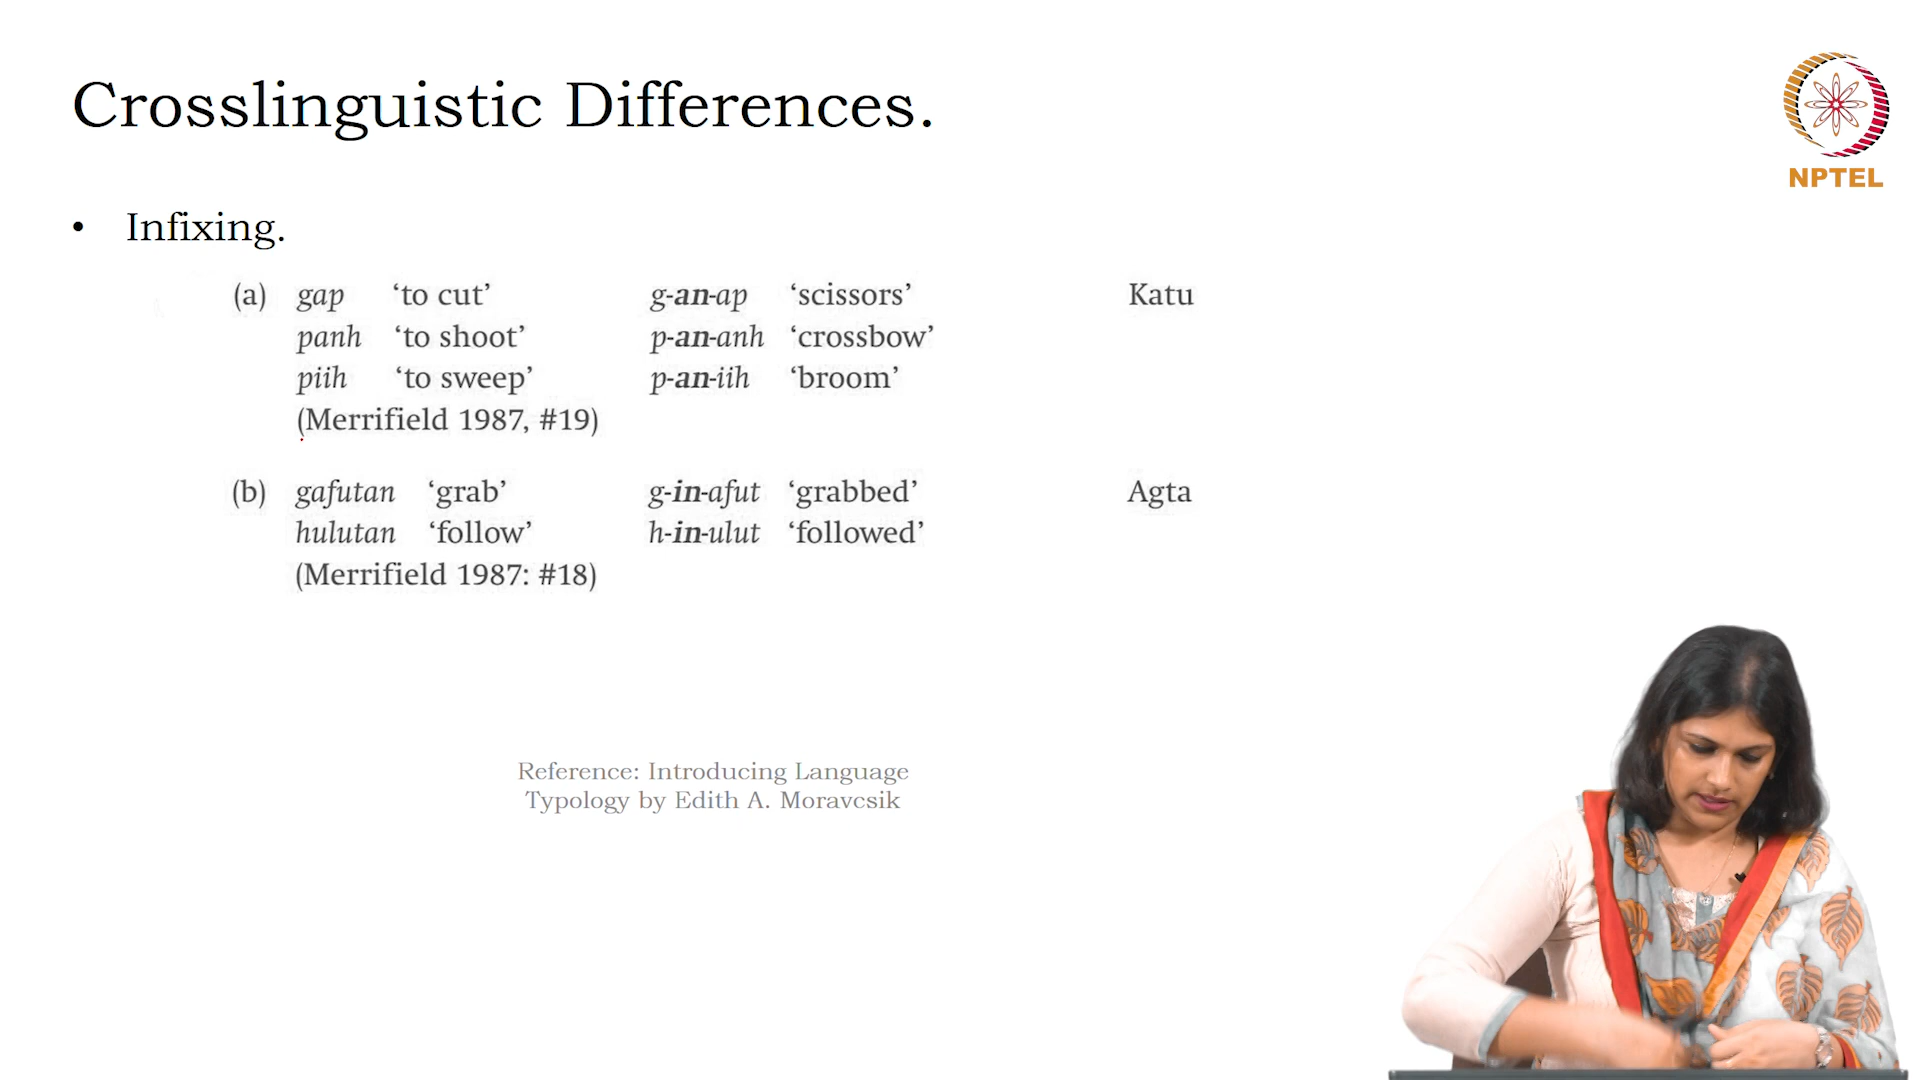 Crosslinguistic Differences.
NPTEL
• Infixing.
(a) gap ‘to cut’ g-an-ap ‘scissors’ Katu
panh ‘to shoot’ p-an-anh ‘crossbow’
piih ‘to sweep’ p-an-iih ‘broom’
(Merrifield 1987, #19)
(b) gafutan ‘grab’ g-in-afut ‘grabbed’ Agta
hulutan ‘follow’ h-in-ulut ‘followed’
(Merrifield 1987: #18)
Reference: Introducing Language
Typology by Edith A. Moravcsik